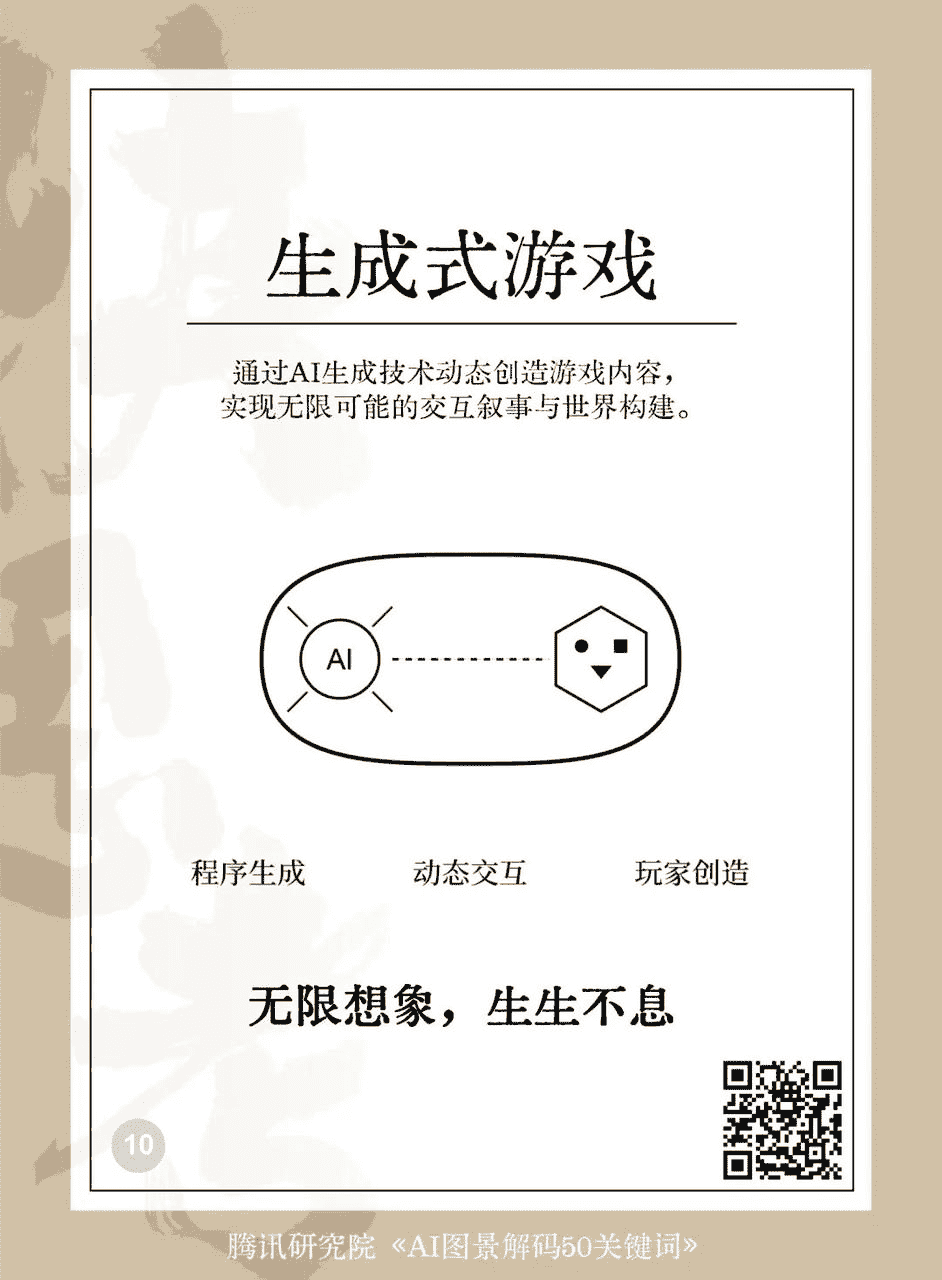 生成式游戏
通过AI生成技术动态创造游戏内容，
实现无限可能的交互叙事与世界构建。
AI
程序生成 动态交互 玩家创造
无限想象，生生不息
10
腾讯研究院《AI图景解码50关键词》